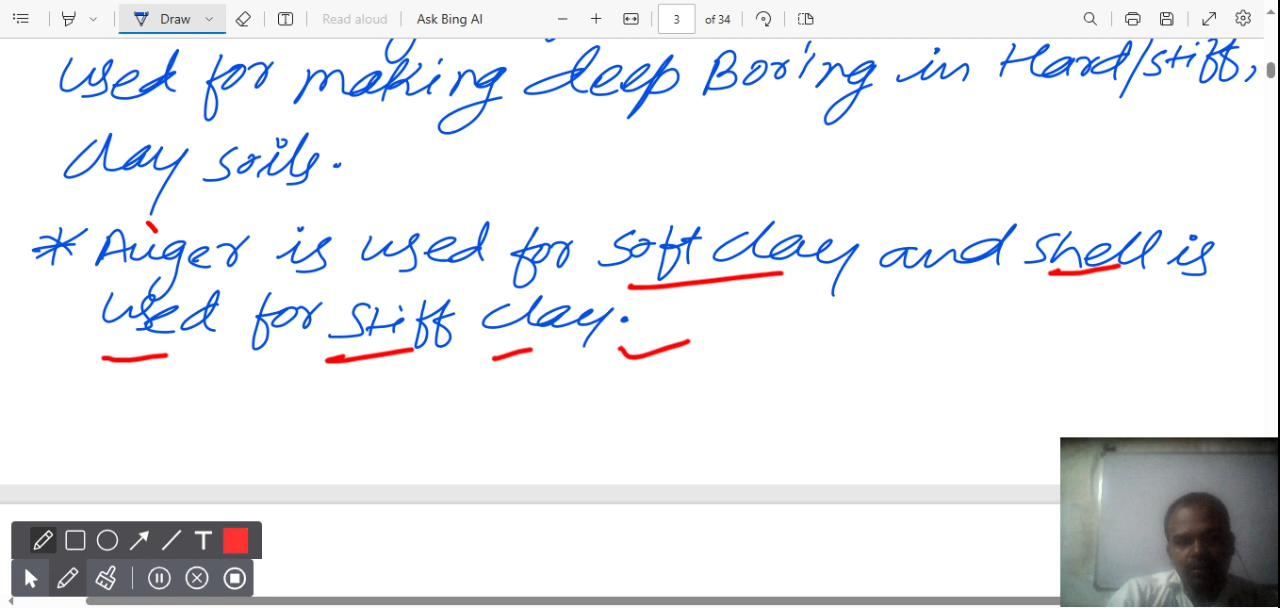 Draw
Read aloud
Ask Bing AI
3
of 34
used for making deep Boring in Hard/stiff,
clay soils.
* Auger is used for soft clay and shell is
used for stiff clay.
T